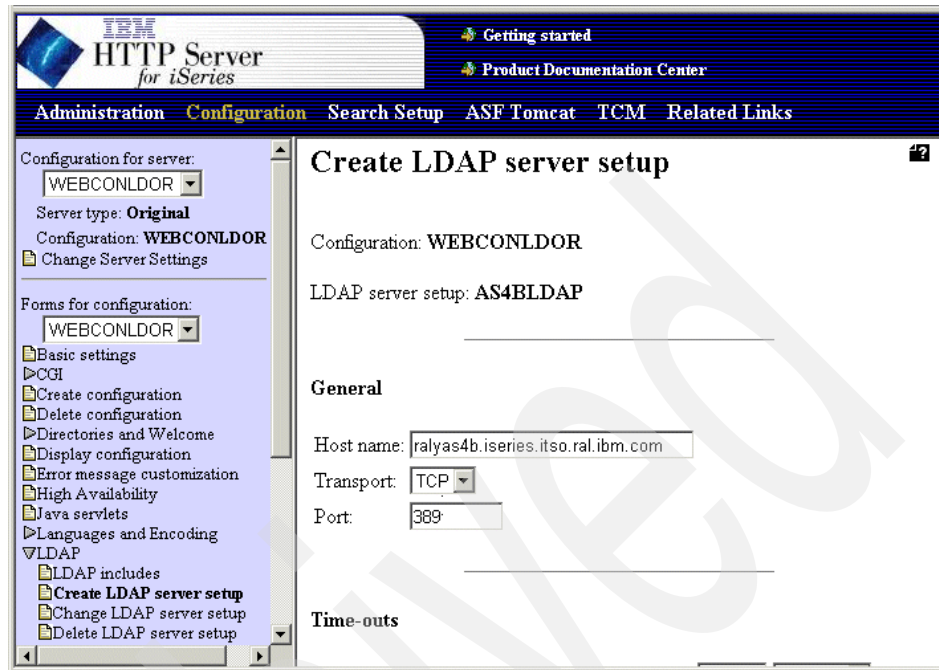 IBM
HTTP Server
for iSeries
Getting started
Product Documentation Center
Administration Configuration Search Setup ASF Tomcat TCM Related Links
Configuration for server:
WEBCONLDOR
Server type: Original
Configuration: WEBCONLDOR
Change Server Settings
Forms for configuration:
WEBCONLDOR
Basic settings
CGI
Create configuration
Delete configuration
Directories and Welcome
Display configuration
Error message customization
High Availability
Java servlets
Languages and Encoding
LDAP
LDAP includes
Create LDAP server setup
Change LDAP server setup
Delete LDAP server setup
Create LDAP server setup
Configuration: WEBCONLDOR
LDAP server setup: AS4BLDAP
General
Host name: ralyas4b.iseries.itso.ral.ibm.com
Transport: TCP
Port: 389
Time-outs